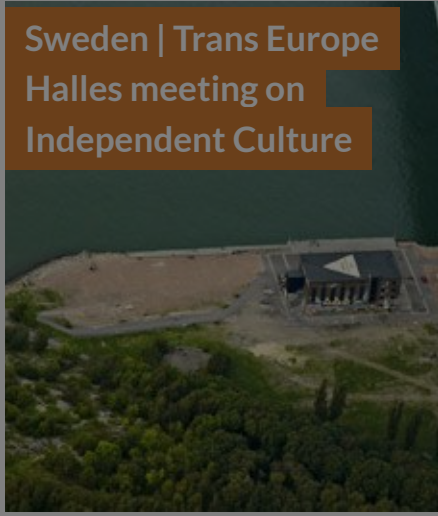 Sweden | Trans Europe
Halles meeting on
Independent Culture